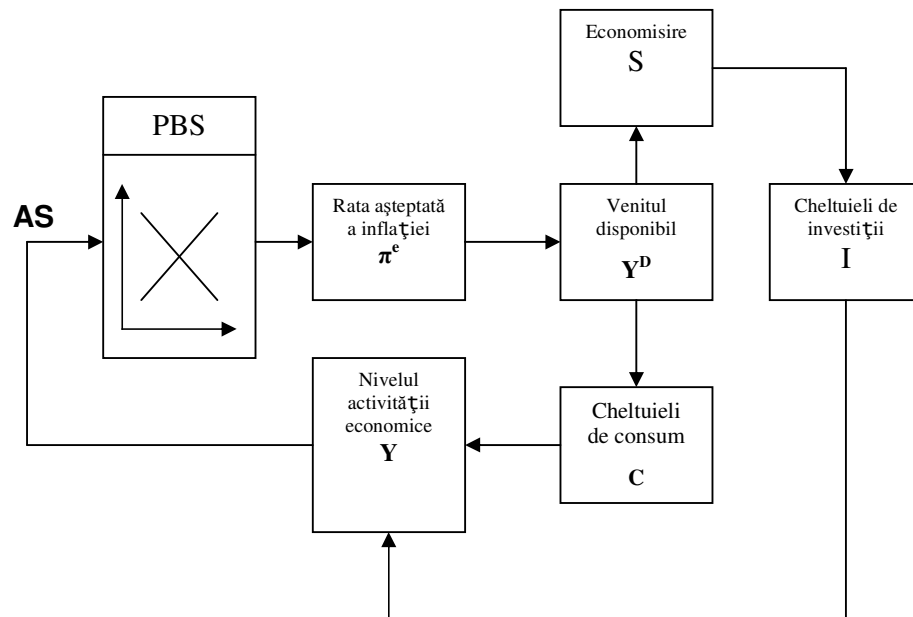 Economisire
S
PBS
AS
Rata aşteptată
a inflaţiei
π^e
Venitul
disponibil
Y^D
Cheltuieli de
investiţii
I
Nivelul
activităţii
economice
Y
Cheltuieli
de consum
C